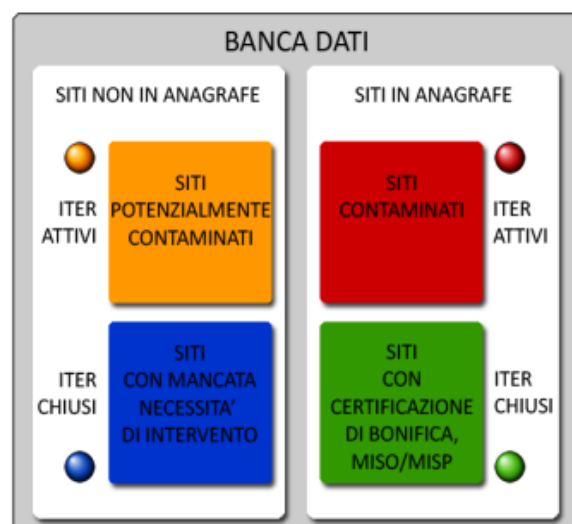 BANCA DATI
SITI NON IN ANAGRAFE
ITER
ATTIVI
SITI
POTENZIALMENTE
CONTAMINATI
ITER
CHIUSI
SITI
CON MANCATA
NECESSITA’
DI INTERVENTO
SITI IN ANAGRAFE
SITI
CONTAMINATI
ITER
ATTIVI
SITI
CON
CERTIFICAZIONE
DI BONIFICA,
MISO/MISP
ITER
CHIUSI